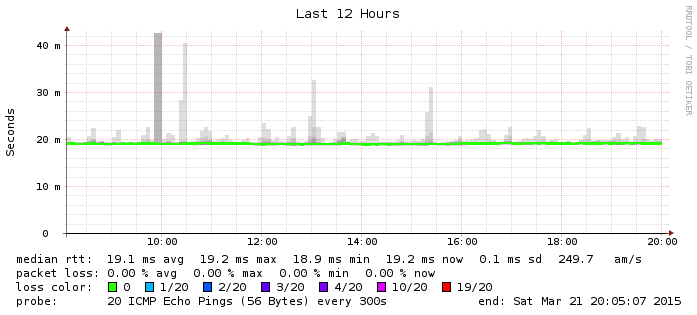 Last 12 Hours
RRDTOOL / TOBI OETIKER
Seconds
40 m
30 m
20 m
10 m
0
10:00 12:00 14:00 16:00 18:00 20:00
median rtt: 19.1 ms avg 19.2 ms max 18.9 ms min 19.2 ms now 0.1 ms sd 249.7 am/s
packet loss: 0.00 % avg 0.00 % max 0.00 % min 0.00 % now
loss color: 0 1/20 2/20 3/20 4/20 10/20 19/20
probe: 20 ICMP Echo Pings (56 Bytes) every 300s end: Sat Mar 21 20:05:07 2015